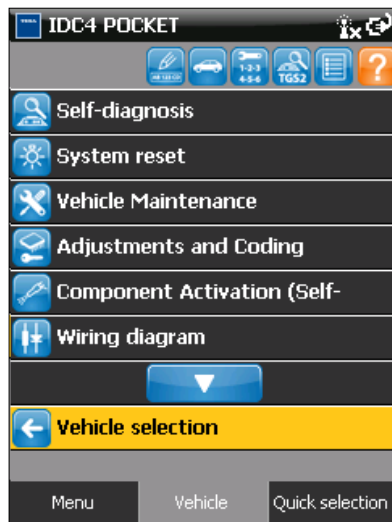 TEXA
IDC4 POCKET
1-2-3
4-5-6
TGS2
Self-diagnosis
System reset
Vehicle Maintenance
Adjustments and Coding
Component Activation (Self-
Wiring diagram
Vehicle selection
Menu Vehicle Quick selection